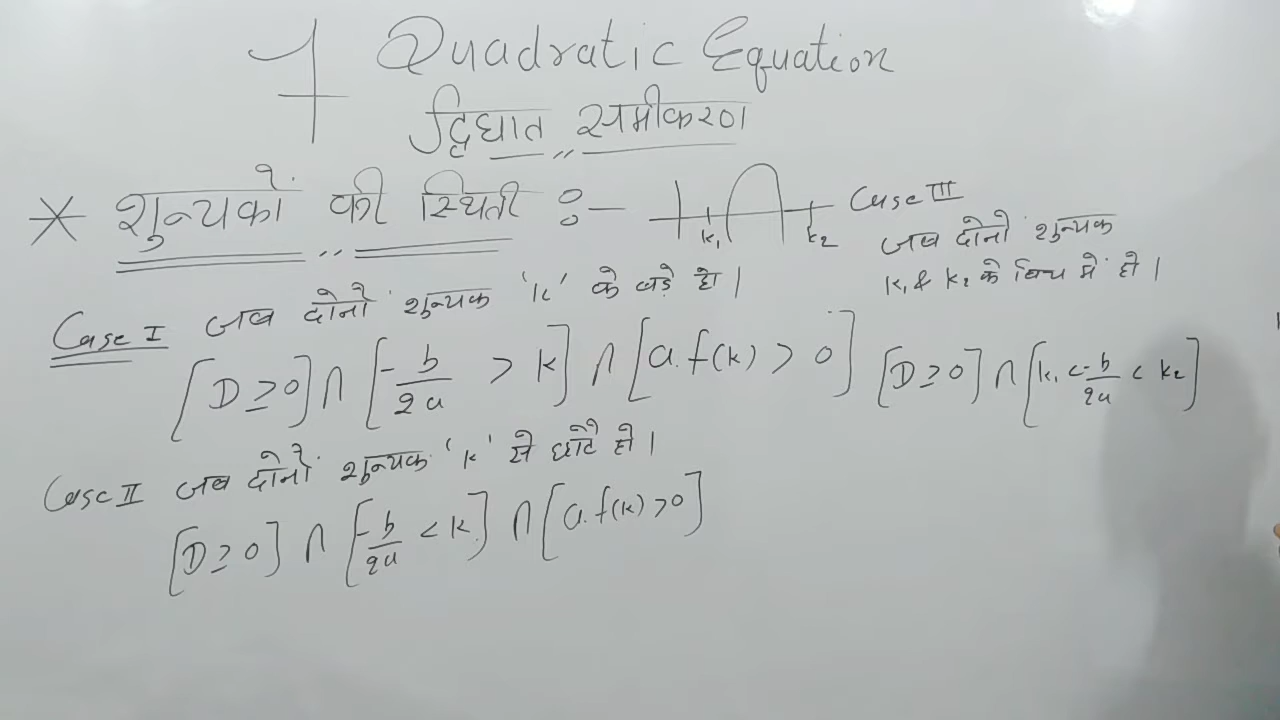 Quadratic Equation
द्विघात समीकरण
* शुन्यकों की स्थिती :-
K₁ K₂
Case I जब दोनों शुन्यक 'K' के बड़े हो।
[D ≥ 0] ∩ [-b/2a > K] ∩ [a.f(K) > 0]
Case II जब दोनों शुन्यक 'K' से छोटे हो।
[D ≥ 0] ∩ [-b/2a < K] ∩ [a.f(K) > 0]
Case III
जब दोनों शुन्यक
K₁ & K₂ के बिच में हो।
[D ≥ 0] ∩ [K₁ < -b/2a < K₂]